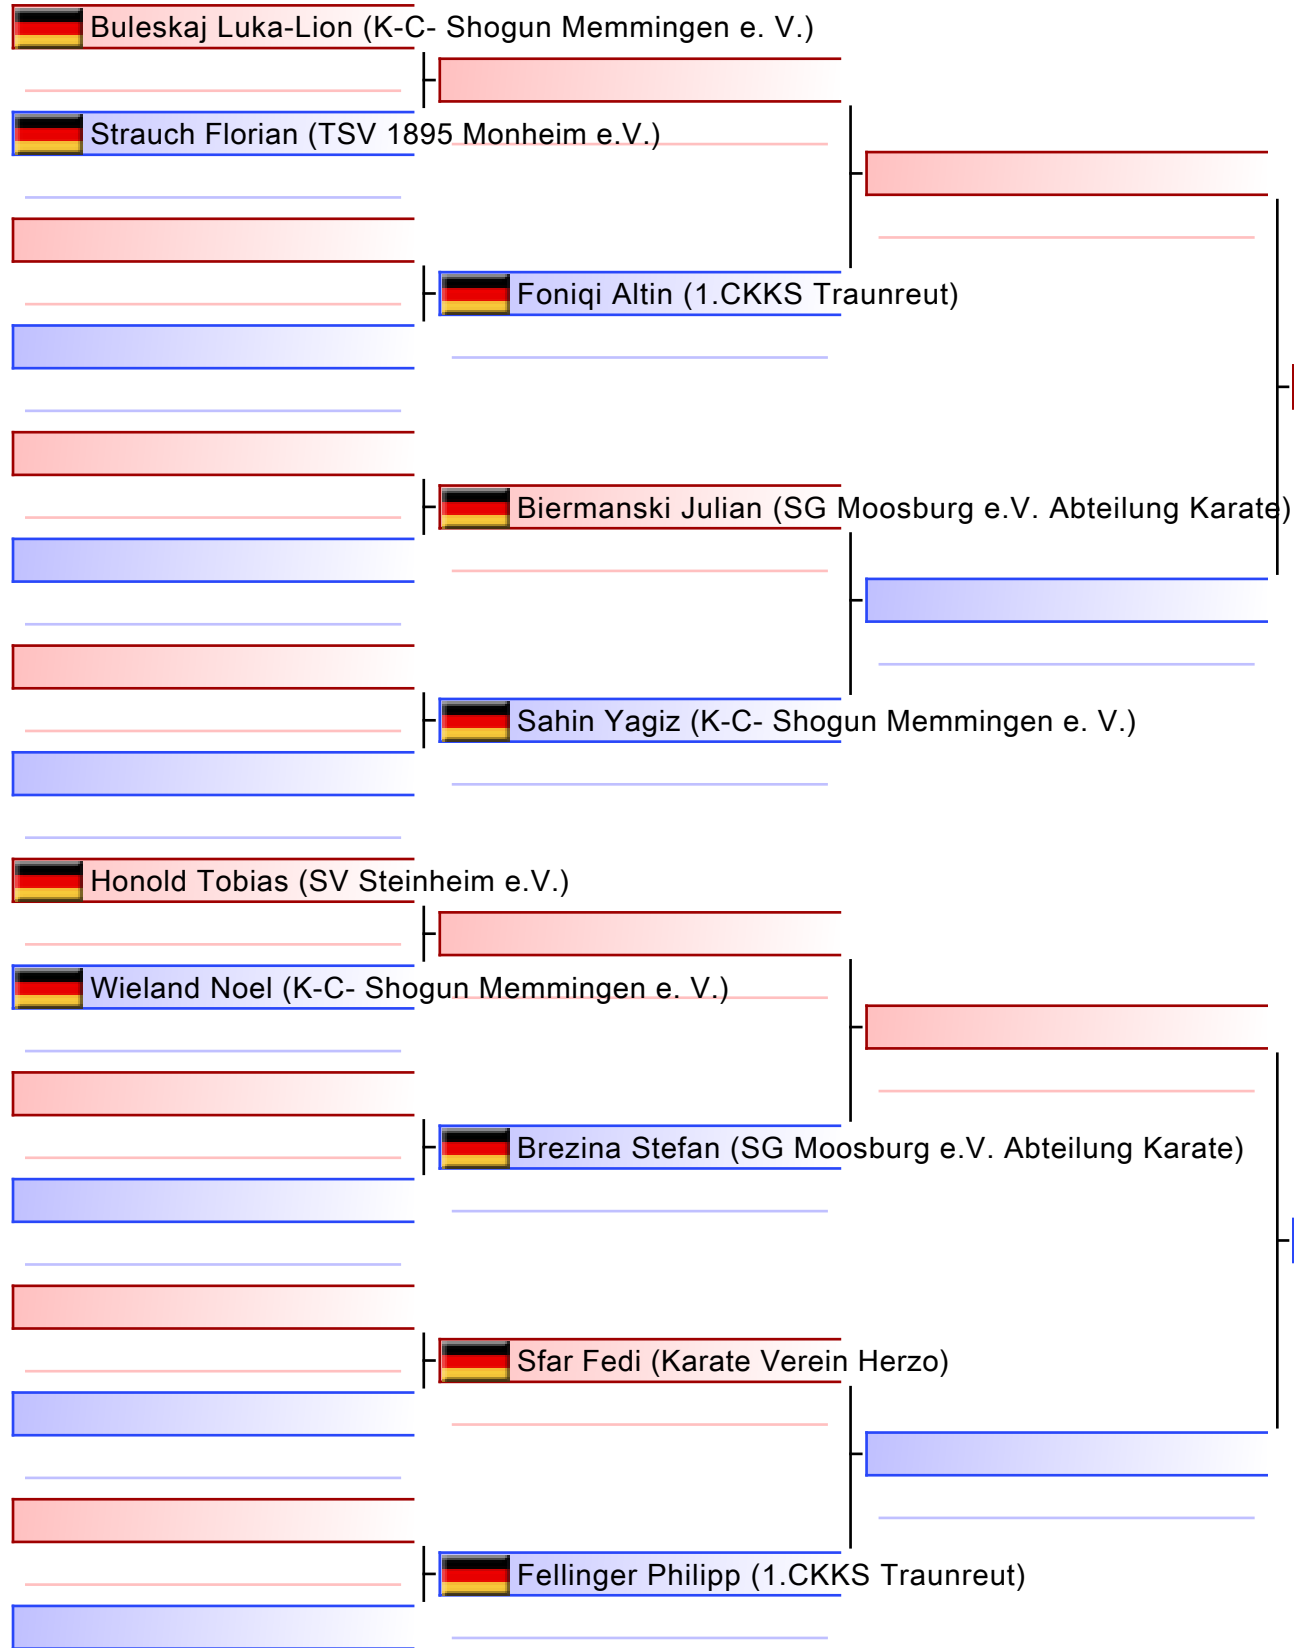 Buleskaj Luka-Lion (K-C- Shogun Memmingen e. V.)
Strauch Florian (TSV 1895 Monheim e.V.)
Foniqi Altin (1.CKKS Traunreut)
Biermanski Julian (SG Moosburg e.V. Abteilung Karate)
Sahin Yagiz (K-C- Shogun Memmingen e. V.)
Honold Tobias (SV Steinheim e.V.)
Wieland Noel (K-C- Shogun Memmingen e. V.)
Brezina Stefan (SG Moosburg e.V. Abteilung Karate)
Sfar Fedi (Karate Verein Herzo)
Fellinger Philipp (1.CKKS Traunreut)